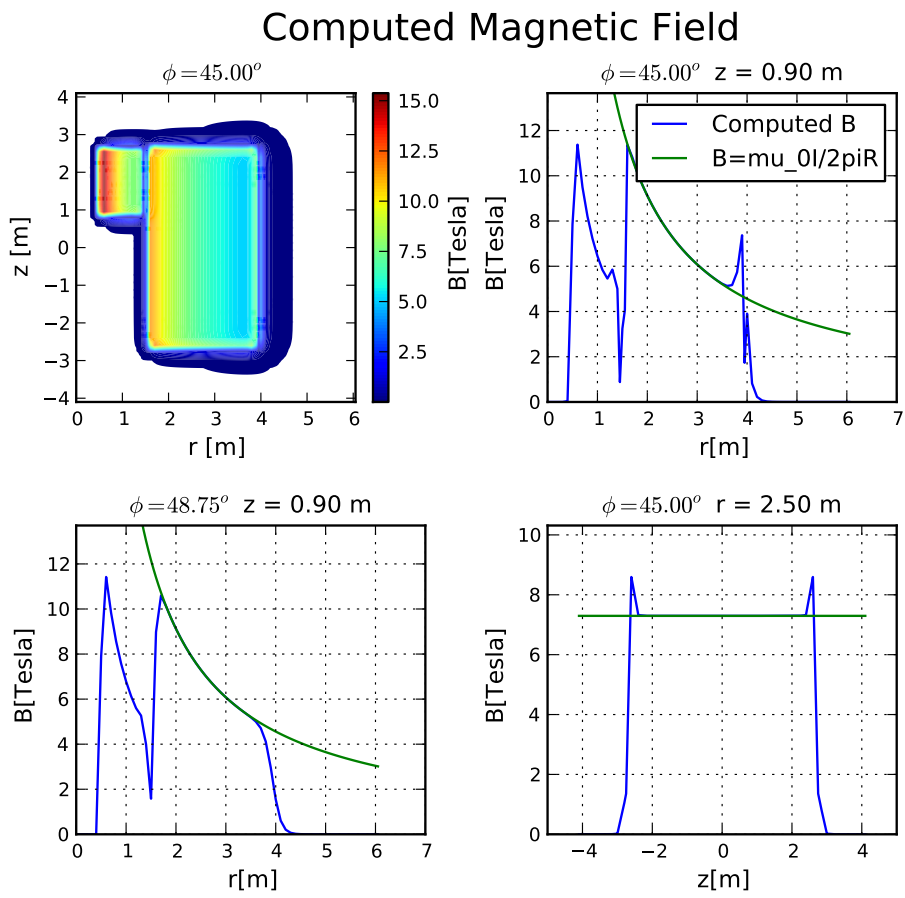 Computed Magnetic Field
ϕ=45.00°
4
3
2
1
0
−1
−2
−3
−4
z [m]
0 1 2 3 4 5 6
r [m]
15.0
12.5
10.0
7.5
5.0
2.5
B[Tesla]
ϕ=45.00° z = 0.90 m
Computed B
B=mu_0I/2piR
12
10
8
6
4
2
0
B[Tesla]
0 1 2 3 4 5 6 7
r[m]
ϕ=48.75° z = 0.90 m
12
10
8
6
4
2
0
B[Tesla]
0 1 2 3 4 5 6 7
r[m]
ϕ=45.00° r = 2.50 m
10
8
6
4
2
0
B[Tesla]
−4 −2 0 2 4
z[m]